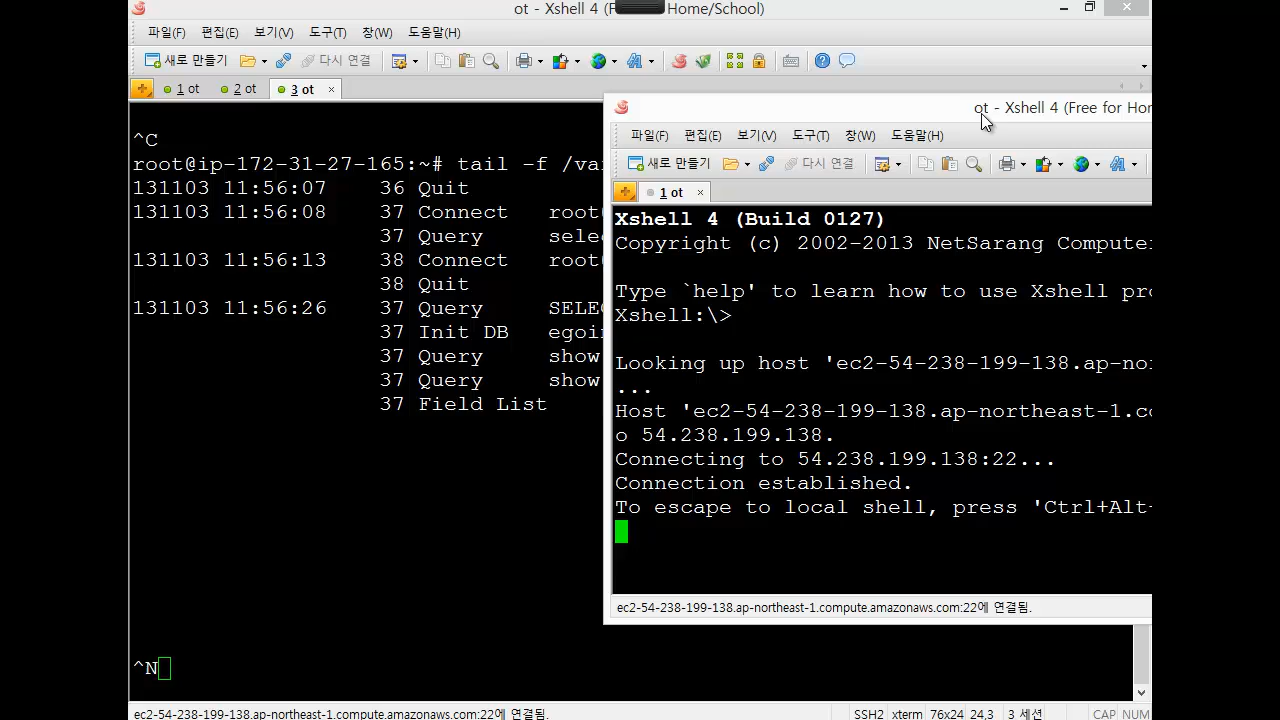 ot - Xshell 4 (F Home/School)
파일(F) 편집(E) 보기(V) 도구(T) 창(W) 도움말(H)
새로 만들기 다시 연결
1 ot 2 ot 3 ot ×
^C
root@ip-172-31-27-165:~# tail -f /va
131103 11:56:07 36 Quit
131103 11:56:08 37 Connect root
37 Query sele
131103 11:56:13 38 Connect root
38 Quit
131103 11:56:26 37 Query SELE
37 Init DB egoi
37 Query show
37 Query show
37 Field List
^N
ec2-54-238-199-138.ap-northeast-1.compute.amazonaws.com:22에 연결됨. SSH2 xterm 76x24 24,3 3 세션 CAP NUM
ot - Xshell 4 (Free for Hor
파일(F) 편집(E) 보기(V) 도구(T) 창(W) 도움말(H)
새로 만들기 다시 연결
1 ot ×
Xshell 4 (Build 0127)
Copyright (c) 2002-2013 NetSarang Computer
Type `help' to learn how to use Xshell pro
Xshell:\>
Looking up host 'ec2-54-238-199-138.ap-nor
...
Host 'ec2-54-238-199-138.ap-northeast-1.co
o 54.238.199.138.
Connecting to 54.238.199.138:22...
Connection established.
To escape to local shell, press 'Ctrl+Alt+
ec2-54-238-199-138.ap-northeast-1.compute.amazonaws.com:22에 연결됨.